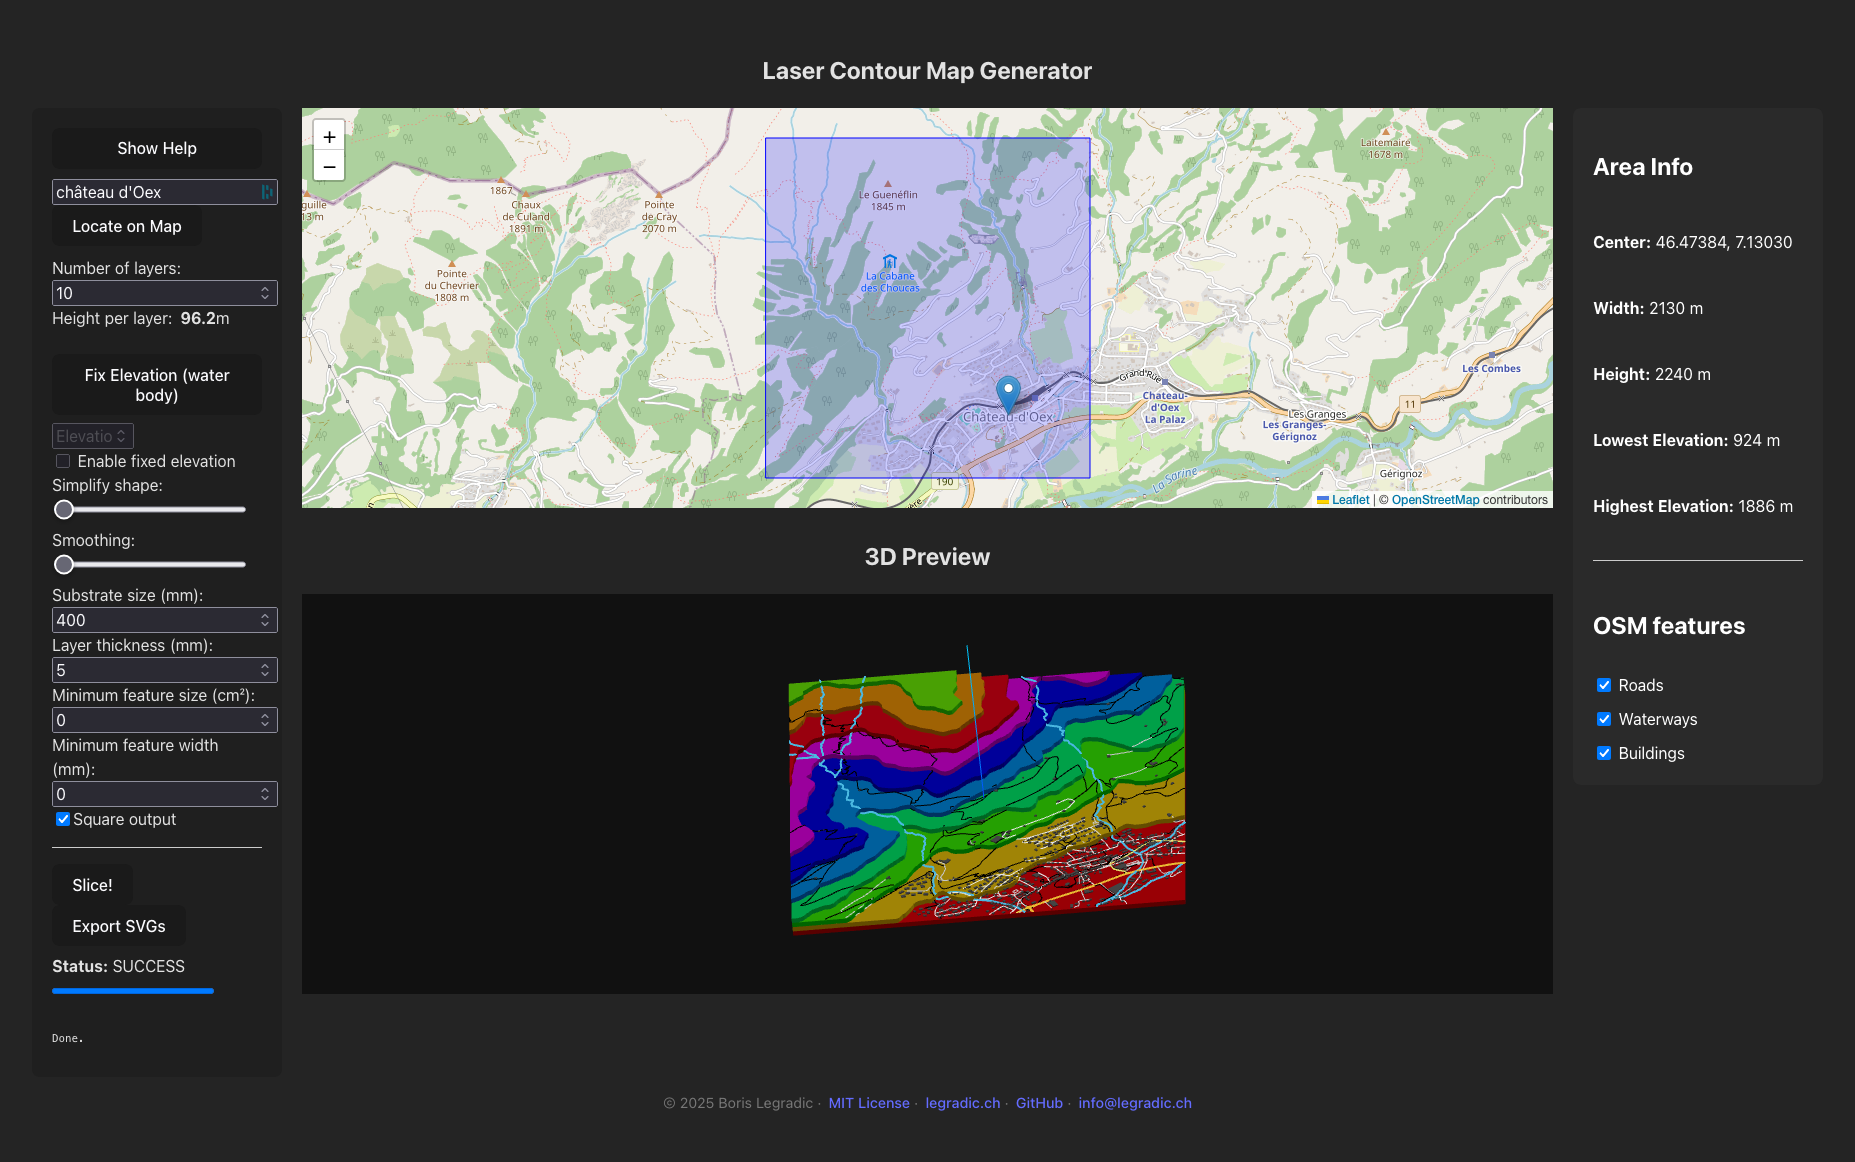 Laser Contour Map Generator
Show Help
château d'Oex
Locate on Map
Number of layers:
10
Height per layer: 96.2m
Fix Elevation (water
body)
Elevatio
Enable fixed elevation
Simplify shape:
Smoothing:
Substrate size (mm):
400
Layer thickness (mm):
5
Minimum feature size (cm²):
0
Minimum feature width
(mm):
0
Square output
Slice!
Export SVGs
Status: SUCCESS
Done.
+
−
1867
Chaux
de Culand
1891 m
Pointe
de Cray
2070 m
Pointe
du Chevrier
1808 m
Le Guenéflin
1845 m
La Cabane
des Choucas
Laitemaire
1678 m
Château-d'Oex
Grand-Rue
Château-
d'Oex
La Palaz
Les Combes
11
Les Granges
Les Granges-
Gérignoz
Gérignoz
La Sarine
190
Leaflet | © OpenStreetMap contributors
3D Preview
Area Info
Center: 46.47384, 7.13030
Width: 2130 m
Height: 2240 m
Lowest Elevation: 924 m
Highest Elevation: 1886 m
OSM features
Roads
Waterways
Buildings
© 2025 Boris Legradic · MIT License · legradic.ch · GitHub · info@legradic.ch